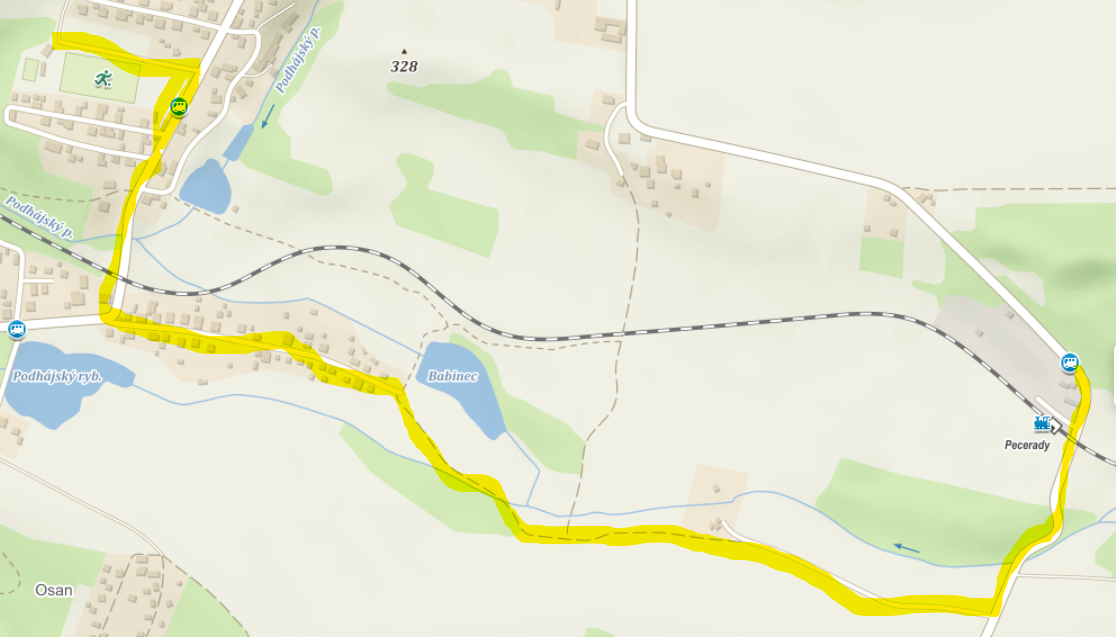 Podhájský p.
328
Podhájský p.
Podhájský ryb.
Babinec
Pecerady
Osan